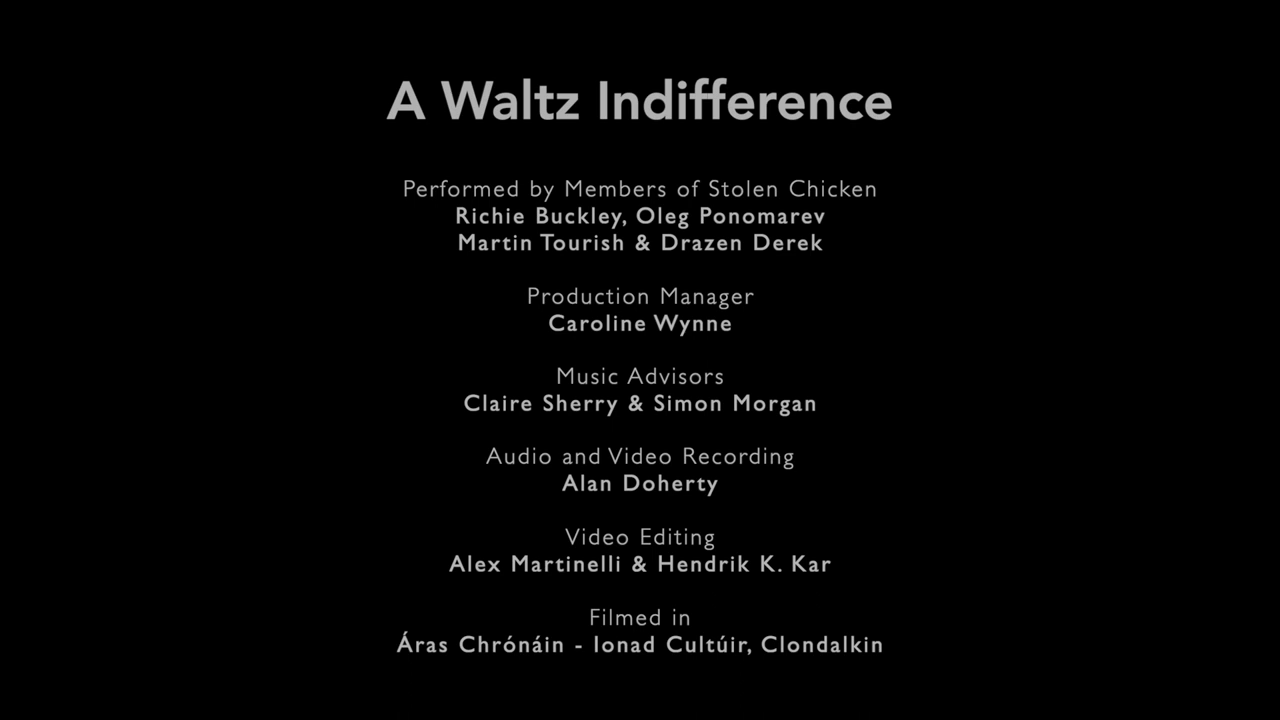 A Waltz Indifference
Performed by Members of Stolen Chicken
Richie Buckley, Oleg Ponomarev
Martin Tourish & Drazen Derek
Production Manager
Caroline Wynne
Music Advisors
Claire Sherry & Simon Morgan
Audio and Video Recording
Alan Doherty
Video Editing
Alex Martinelli & Hendrik K. Kar
Filmed in
Áras Chrónáin - Ionad Cultúir, Clondalkin